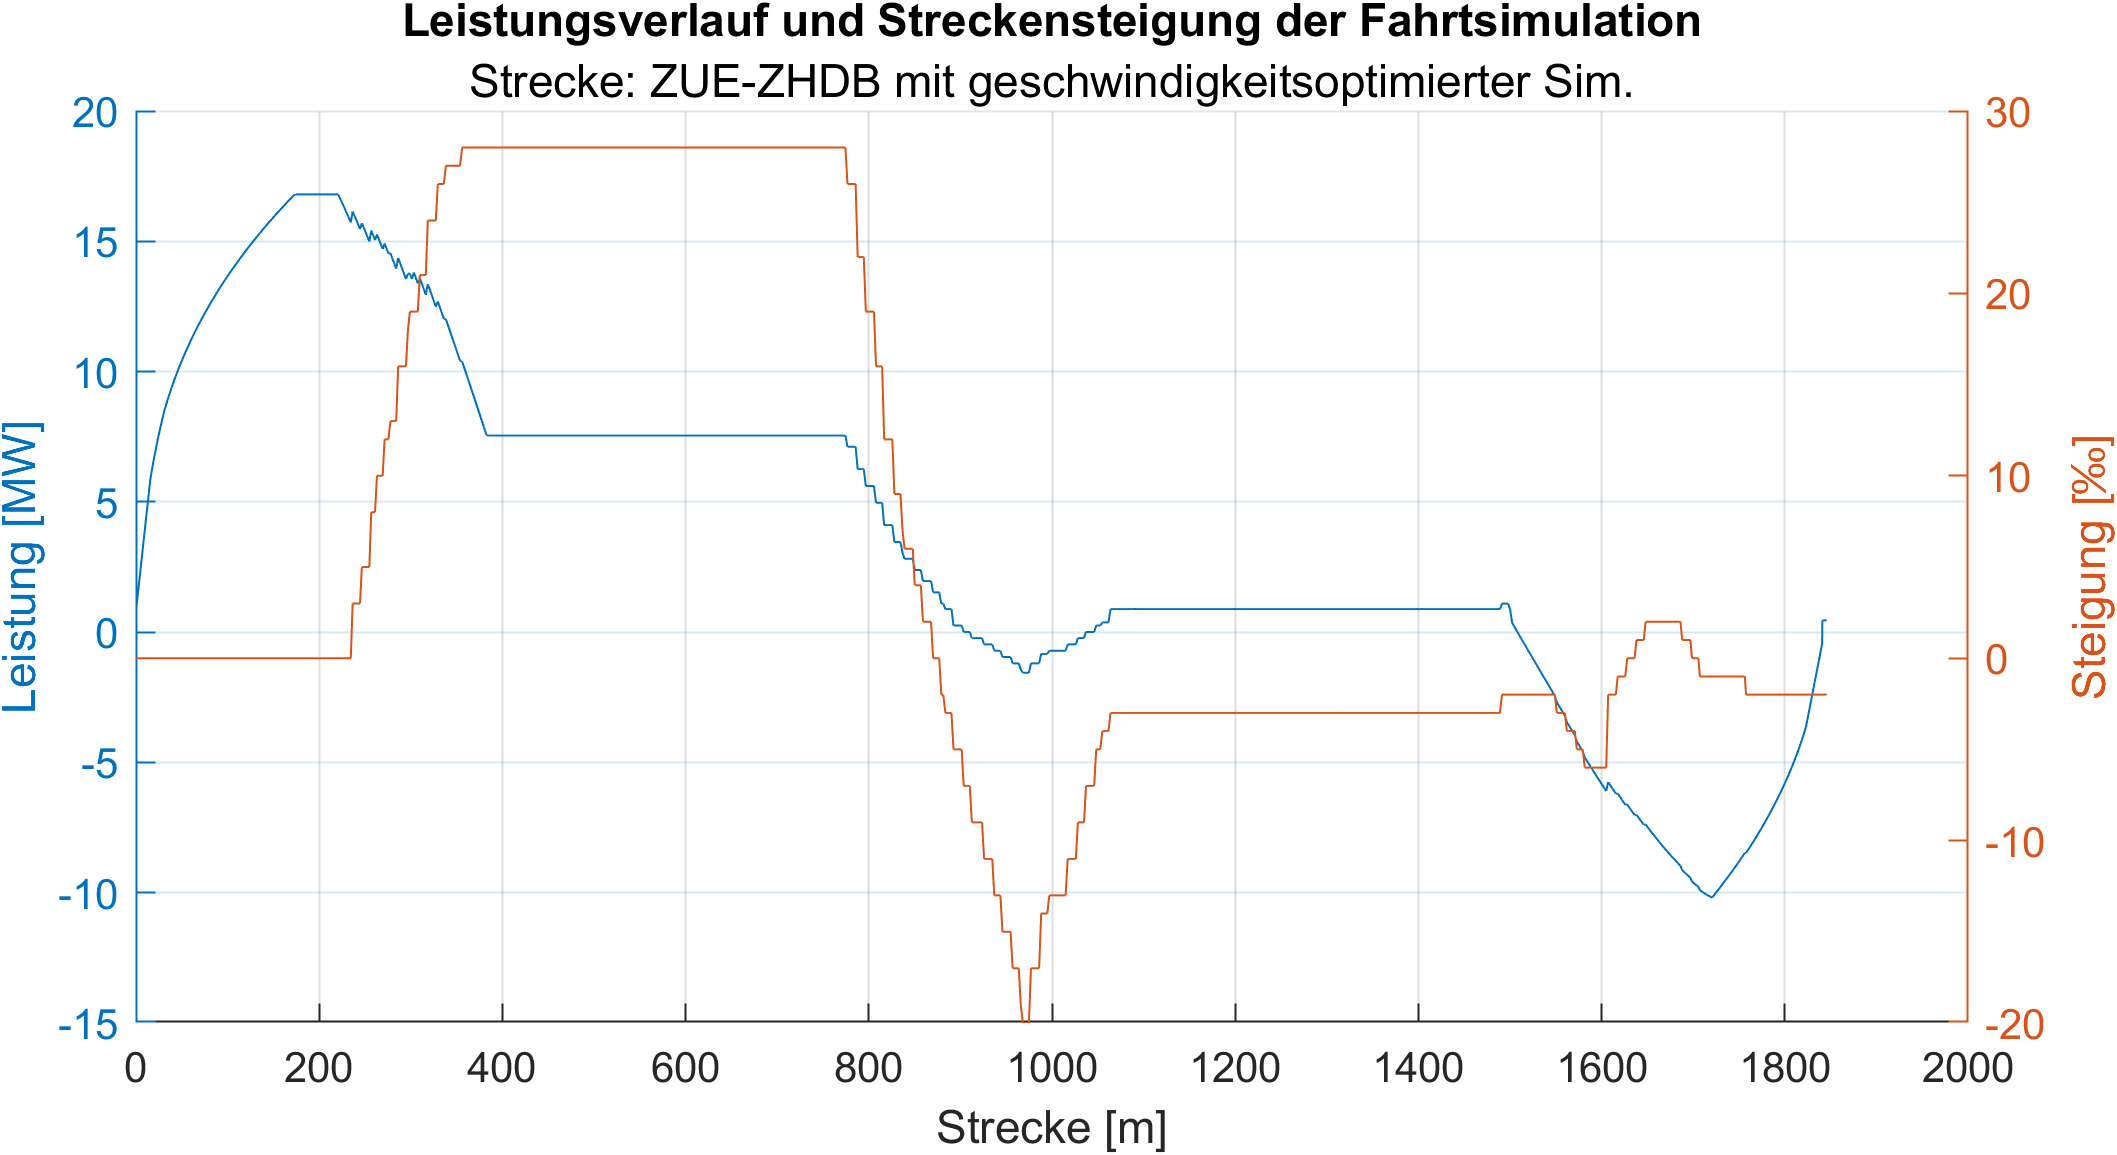 Leistungsverlauf und Streckensteigung der Fahrtsimulation
Strecke: ZUE-ZHDB mit geschwindigkeitsoptimierter Sim.
20
15
10
5
0
-5
-10
-15
Leistung [MW]
30
20
10
0
-10
-20
Steigung [‰]
0 200 400 600 800 1000 1200 1400 1600 1800 2000
Strecke [m]